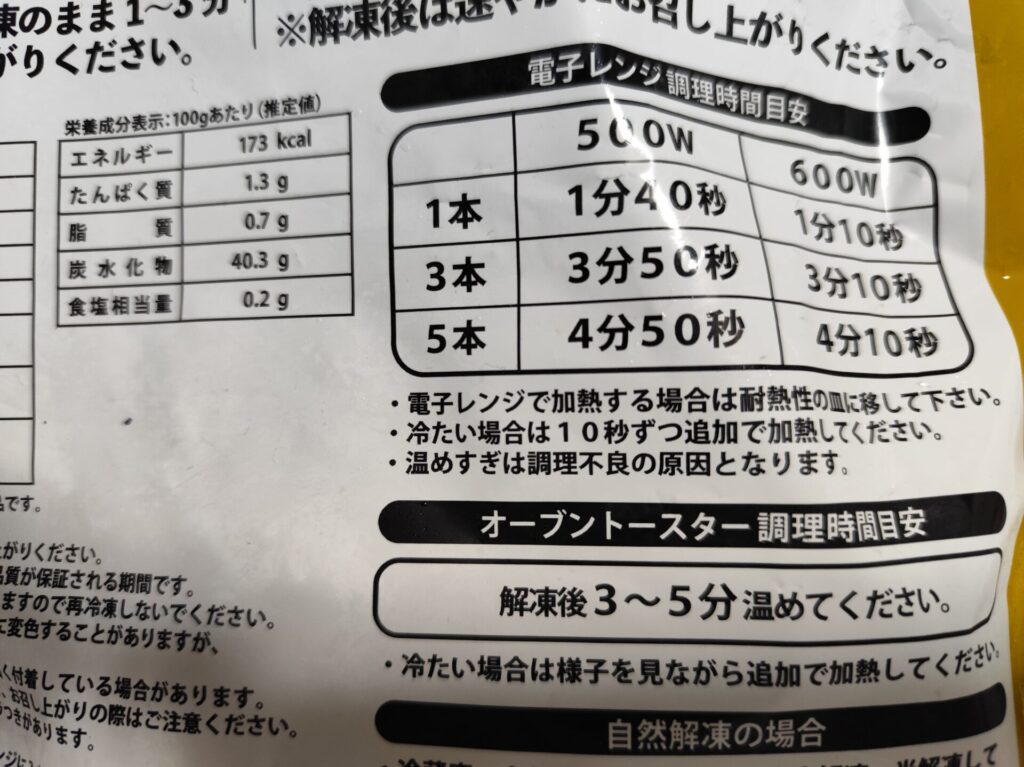 凍のまま1～3分
がりください。
※解凍後は速やかにお召し上がりください。
栄養成分表示:100gあたり(推定値)
エネルギー 173 kcal
たんぱく質 1.3 g
脂質 0.7 g
炭水化物 40.3 g
食塩相当量 0.2 g
電子レンジ調理時間目安
500W 600W
1本 1分40秒 1分10秒
3本 3分50秒 3分10秒
5本 4分50秒 4分10秒
・電子レンジで加熱する場合は耐熱性の皿に移して下さい。
・冷たい場合は１０秒ずつ追加で加熱してください。
・温めすぎは調理不良の原因となります。
オーブントースター調理時間目安
解凍後３～５分温めてください。
・冷たい場合は様子を見ながら追加で加熱してください。
自然解凍の場合
品です。
がりください。
品質が保証される期間です。
ますので再冷凍しないでください。
に変色することがありますが、
く付着している場合があります。
、お召し上がりの際はご注意ください。
つきがあります。